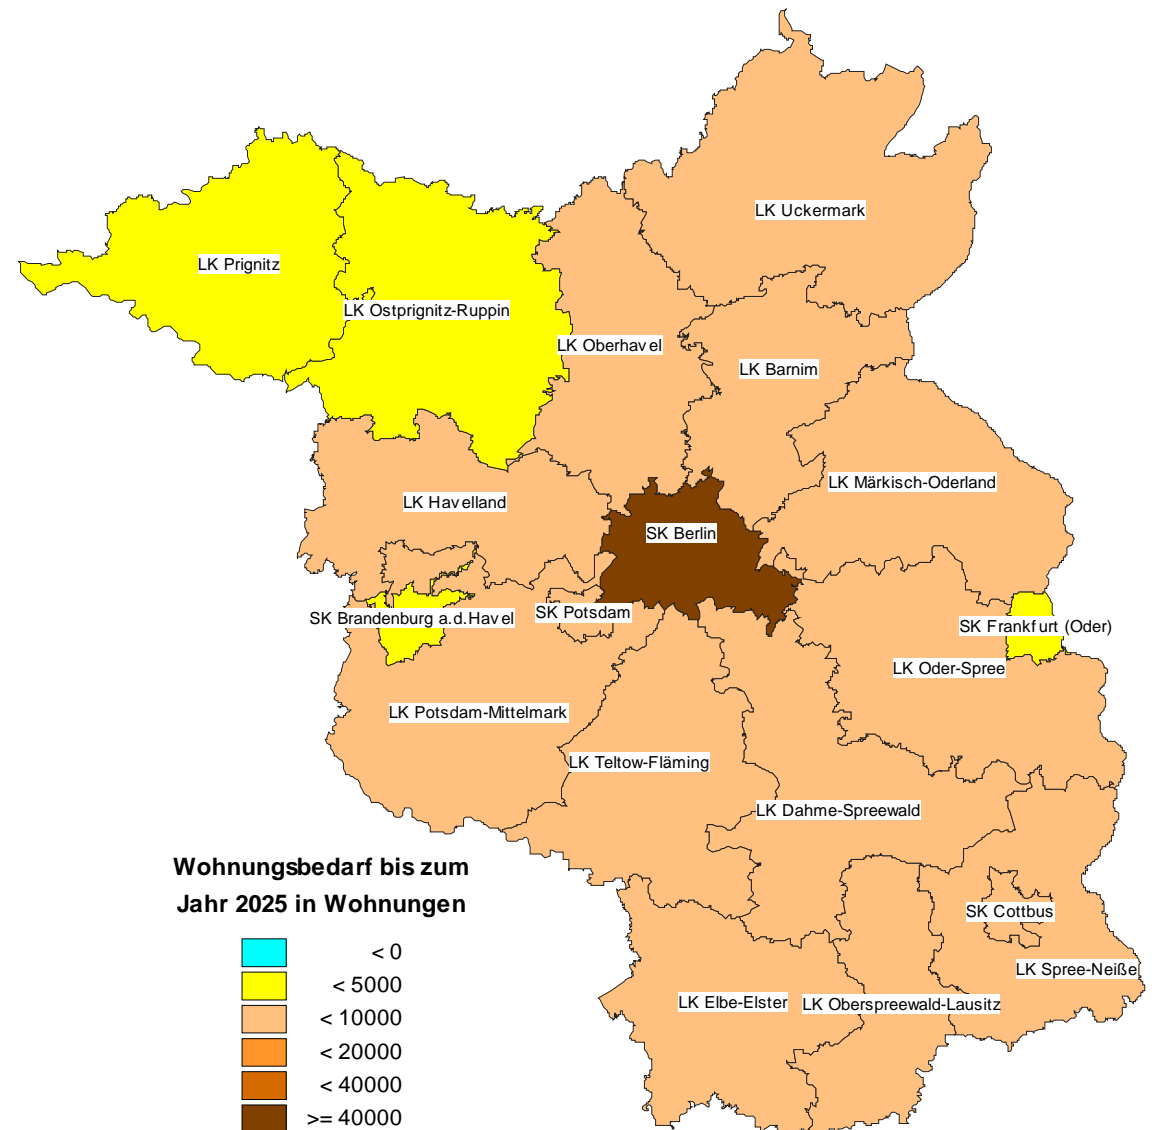 LK Uckermark
LK Prignitz
LK Ostprignitz-Ruppin
LK Oberhavel
LK Barnim
LK Märkisch-Oderland
LK Havelland
SK Berlin
SK Potsdam
SK Brandenburg a.d.Havel
SK Frankfurt (Oder)
LK Oder-Spree
LK Potsdam-Mittelmark
LK Teltow-Fläming
LK Dahme-Spreewald
SK Cottbus
LK Spree-Neiße
LK Elbe-Elster
LK Oberspreewald-Lausitz
Wohnungsbedarf bis zum
Jahr 2025 in Wohnungen
< 0
< 5000
< 10000
< 20000
< 40000
>= 40000